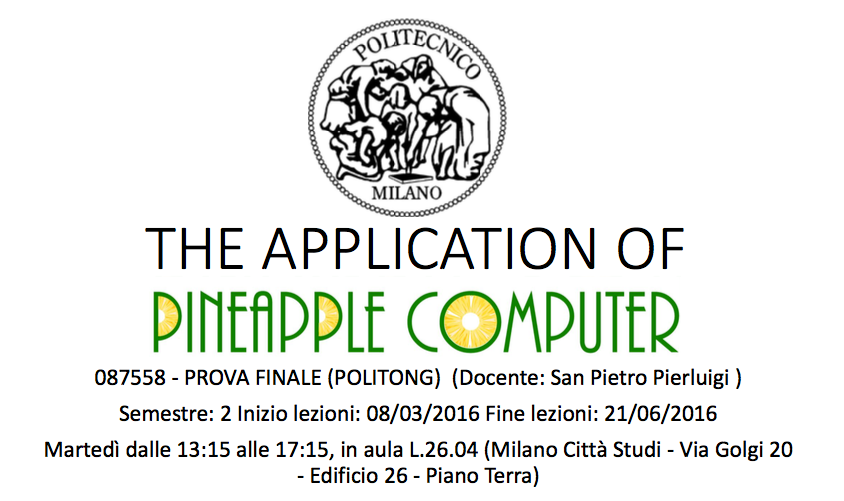 POLITECNICO
MILANO
THE APPLICATION OF
PINEAPPLE COMPUTER
087558 - PROVA FINALE (POLITONG) (Docente: San Pietro Pierluigi )
Semestre: 2 Inizio lezioni: 08/03/2016 Fine lezioni: 21/06/2016
Martedì dalle 13:15 alle 17:15, in aula L.26.04 (Milano Città Studi - Via Golgi 20
- Edificio 26 - Piano Terra)